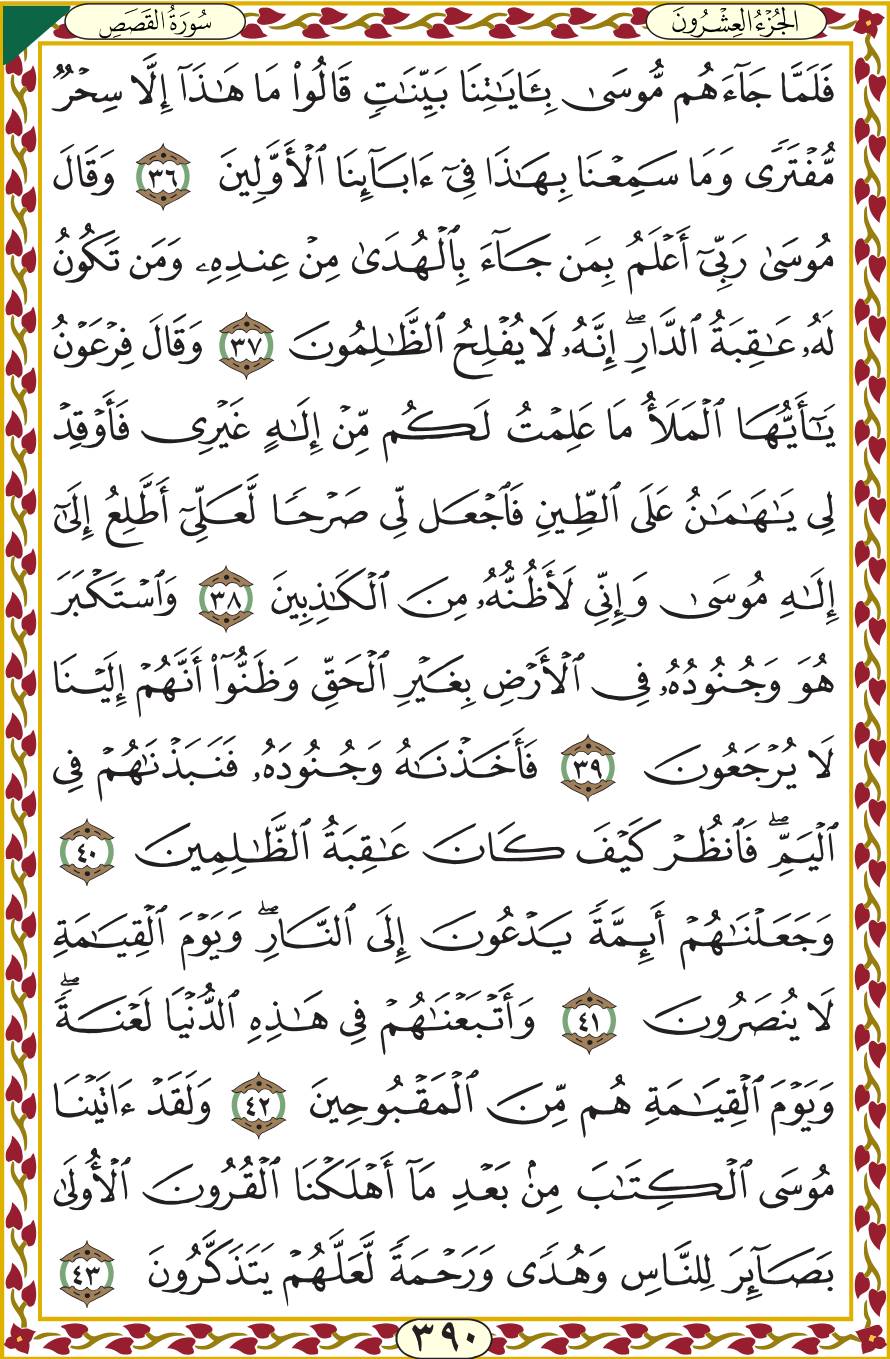 الجُزْءُ العِشْرُونَ
سُورَةُ القَصَصِ
فَلَمَّا جَآءَهُم مُّوسَىٰ بِـَٔايَـٰتِنَا بَيِّنَـٰتٍ قَالُوا۟ مَا هَـٰذَآ إِلَّا سِحْرٌ
مُّفْتَرًى وَمَا سَمِعْنَا بِهَـٰذَا فِىٓ ءَابَآئِنَا ٱلْأَوَّلِينَ ٣٦ وَقَالَ
مُوسَىٰ رَبِّىٓ أَعْلَمُ بِمَن جَآءَ بِٱلْهُدَىٰ مِنْ عِندِهِۦ وَمَن تَكُونُ
لَهُۥ عَـٰقِبَةُ ٱلدَّارِ ۖ إِنَّهُۥ لَا يُفْلِحُ ٱلظَّـٰلِمُونَ ٣٧ وَقَالَ فِرْعَوْنُ
يَـٰٓأَيُّهَا ٱلْمَلَأُ مَا عَلِمْتُ لَكُم مِّنْ إِلَـٰهٍ غَيْرِى فَأَوْقِدْ
لِى يَـٰهَـٰمَـٰنُ عَلَى ٱلطِّينِ فَٱجْعَل لِّى صَرْحًا لَّعَلِّىٓ أَطَّلِعُ إِلَىٰٓ
إِلَـٰهِ مُوسَىٰ وَإِنِّى لَأَظُنُّهُۥ مِنَ ٱلْكَـٰذِبِينَ ٣٨ وَٱسْتَكْبَرَ
هُوَ وَجُنُودُهُۥ فِى ٱلْأَرْضِ بِغَيْرِ ٱلْحَقِّ وَظَنُّوٓا۟ أَنَّهُمْ إِلَيْنَا
لَا يُرْجَعُونَ ٣٩ فَأَخَذْنَـٰهُ وَجُنُودَهُۥ فَنَبَذْنَـٰهُمْ فِى
ٱلْيَمِّ ۖ فَٱنظُرْ كَيْفَ كَانَ عَـٰقِبَةُ ٱلظَّـٰلِمِينَ ٤٠
وَجَعَلْنَـٰهُمْ أَئِمَّةً يَدْعُونَ إِلَى ٱلنَّارِ ۖ وَيَوْمَ ٱلْقِيَـٰمَةِ
لَا يُنصَرُونَ ٤١ وَأَتْبَعْنَـٰهُمْ فِى هَـٰذِهِ ٱلدُّنْيَا لَعْنَةً ۖ
وَيَوْمَ ٱلْقِيَـٰمَةِ هُم مِّنَ ٱلْمَقْبُوحِينَ ٤٢ وَلَقَدْ ءَاتَيْنَا
مُوسَى ٱلْكِتَـٰبَ مِنۢ بَعْدِ مَآ أَهْلَكْنَا ٱلْقُرُونَ ٱلْأُولَىٰ
بَصَآئِرَ لِلنَّاسِ وَهُدًى وَرَحْمَةً لَّعَلَّهُمْ يَتَذَكَّرُونَ ٤٣
٣٩٠